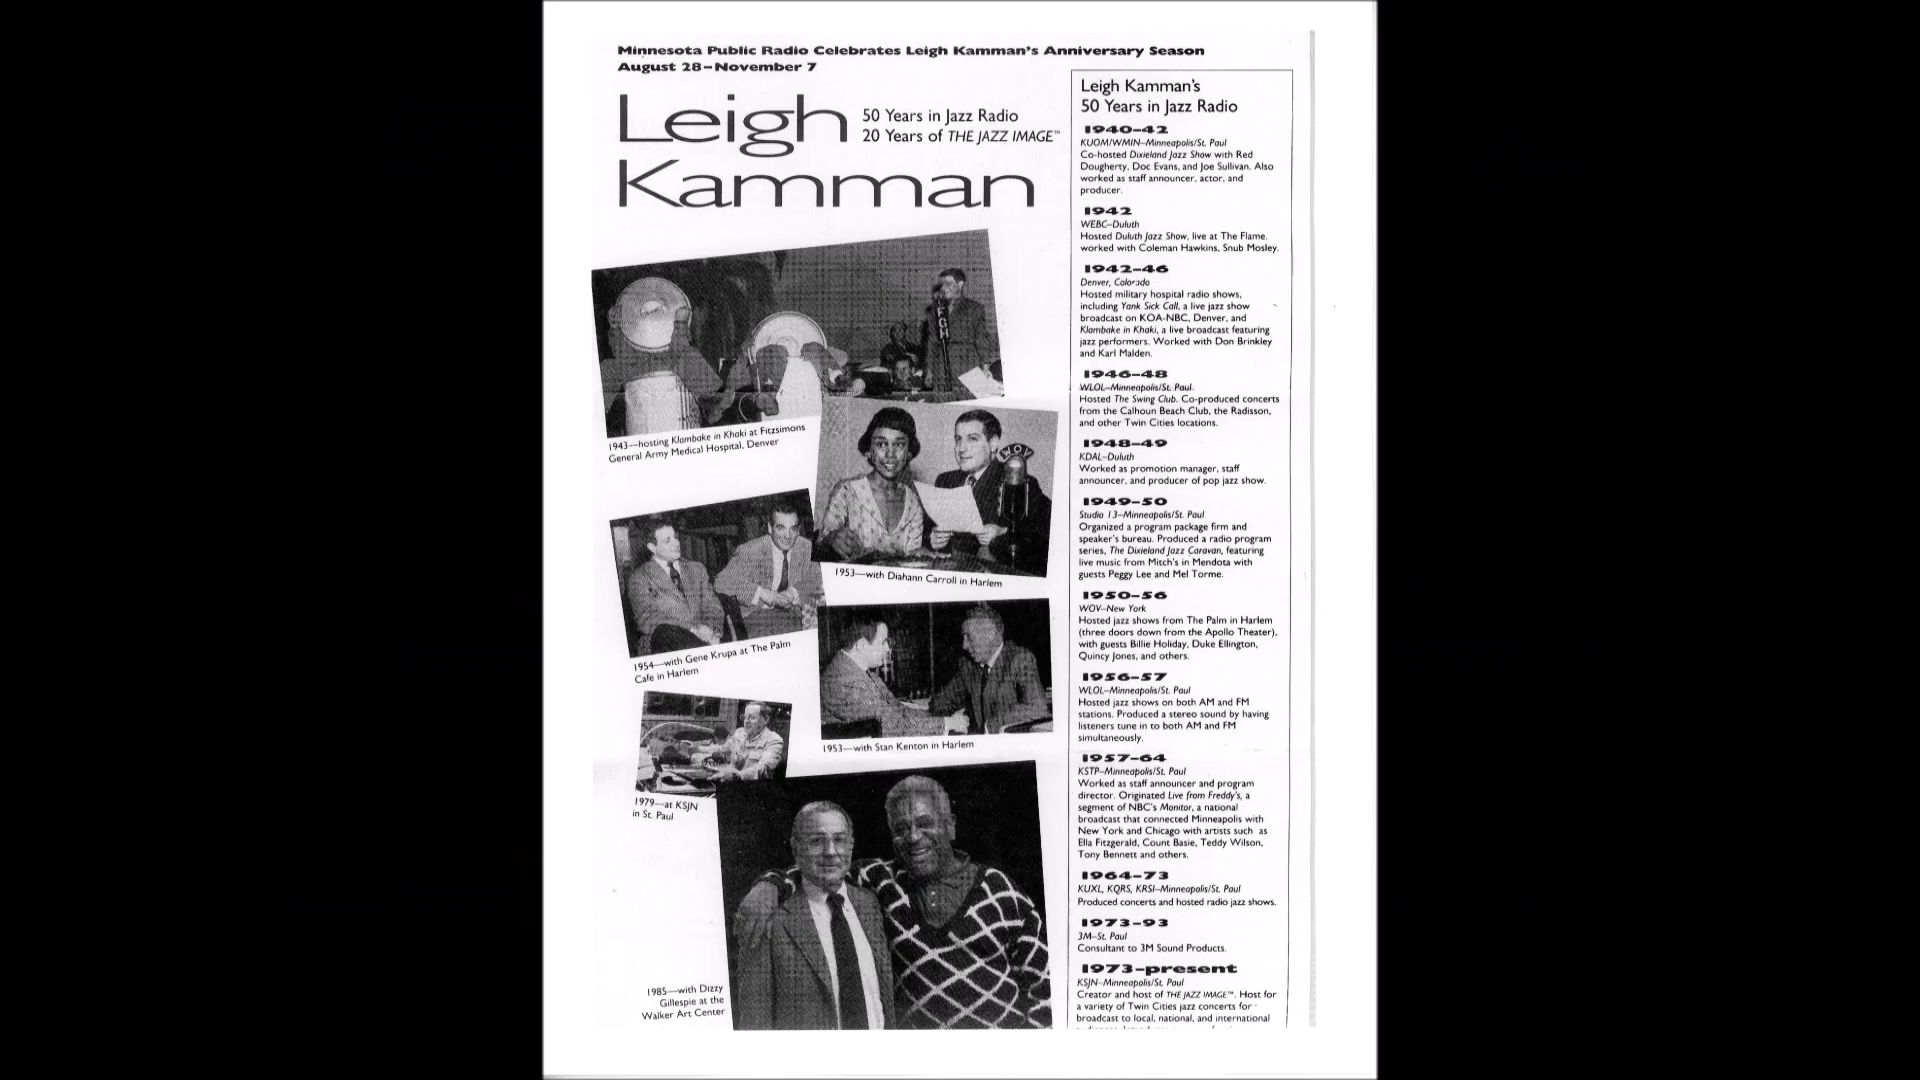 Minnesota Public Radio Celebrates Leigh Kamman's Anniversary Season
August 28–November 7
Leigh
Kamman
50 Years in Jazz Radio
20 Years of THE JAZZ IMAGE™
FGH
1943—hosting Klambake in Khaki at Fitzsimons
General Army Medical Hospital, Denver
WOV
1953—with Diahann Carroll in Harlem
1954—with Gene Krupa at The Palm
Cafe in Harlem
1953—with Stan Kenton in Harlem
1979—at KSJN
in St. Paul
1985—with Dizzy
Gillespie at the
Walker Art Center
Leigh Kamman's
50 Years in Jazz Radio
1940–42
KUOM/WMIN–Minneapolis/St. Paul
Co-hosted Dixieland Jazz Show with Red
Dougherty, Doc Evans, and Joe Sullivan. Also
worked as staff announcer, actor, and
producer.
1942
WEBC–Duluth
Hosted Duluth Jazz Show, live at The Flame.
worked with Coleman Hawkins, Snub Mosley.
1942–46
Denver, Colorado
Hosted military hospital radio shows,
including Yank Sick Call, a live jazz show
broadcast on KOA-NBC, Denver, and
Klambake in Khaki, a live broadcast featuring
jazz performers. Worked with Don Brinkley
and Karl Malden.
1946–48
WLOL–Minneapolis/St. Paul
Hosted The Swing Club. Co-produced concerts
from the Calhoun Beach Club, the Radisson,
and other Twin Cities locations.
1948–49
KDAL–Duluth
Worked as promotion manager, staff
announcer, and producer of pop jazz show.
1949–50
Studio 13–Minneapolis/St. Paul
Organized a program package firm and
speaker's bureau. Produced a radio program
series, The Dixieland Jazz Caravan, featuring
live music from Mitch's in Mendota with
guests Peggy Lee and Mel Torme.
1950–56
WOV–New York
Hosted jazz shows from The Palm in Harlem
(three doors down from the Apollo Theater),
with guests Billie Holiday, Duke Ellington,
Quincy Jones, and others.
1956–57
WLOL–Minneapolis/St. Paul
Hosted jazz shows on both AM and FM
stations. Produced a stereo sound by having
listeners tune in to both AM and FM
simultaneously.
1957–64
KSTP–Minneapolis/St. Paul
Worked as staff announcer and program
director. Originated Live from Freddy's, a
segment of NBC's Monitor, a national
broadcast that connected Minneapolis with
New York and Chicago with artists such as
Ella Fitzgerald, Count Basie, Teddy Wilson,
Tony Bennett and others.
1964–73
KUXL, KQRS, KRSI–Minneapolis/St. Paul
Produced concerts and hosted radio jazz shows.
1973–93
3M–St. Paul
Consultant to 3M Sound Products.
1973–present
KSJN–Minneapolis/St. Paul
Creator and host of THE JAZZ IMAGE™. Host for
a variety of Twin Cities jazz concerts for
broadcast to local, national, and international